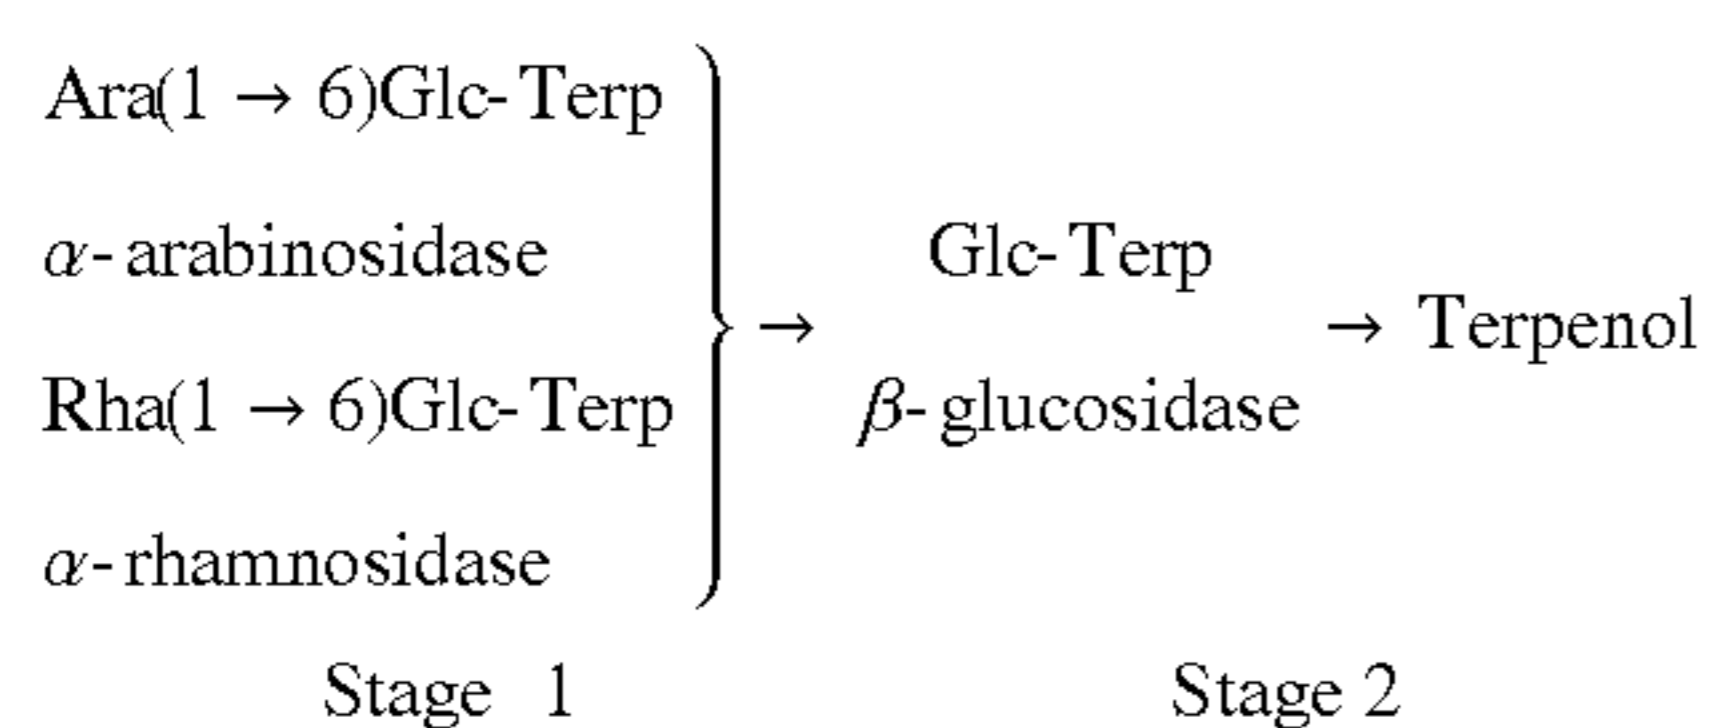 Ara(1 → 6)Glc-Terp
α-arabinosidase
Rha(1 → 6)Glc-Terp
α-rhamnosidase
→
Glc-Terp
β-glucosidase
→ Terpenol
Stage 1
Stage 2